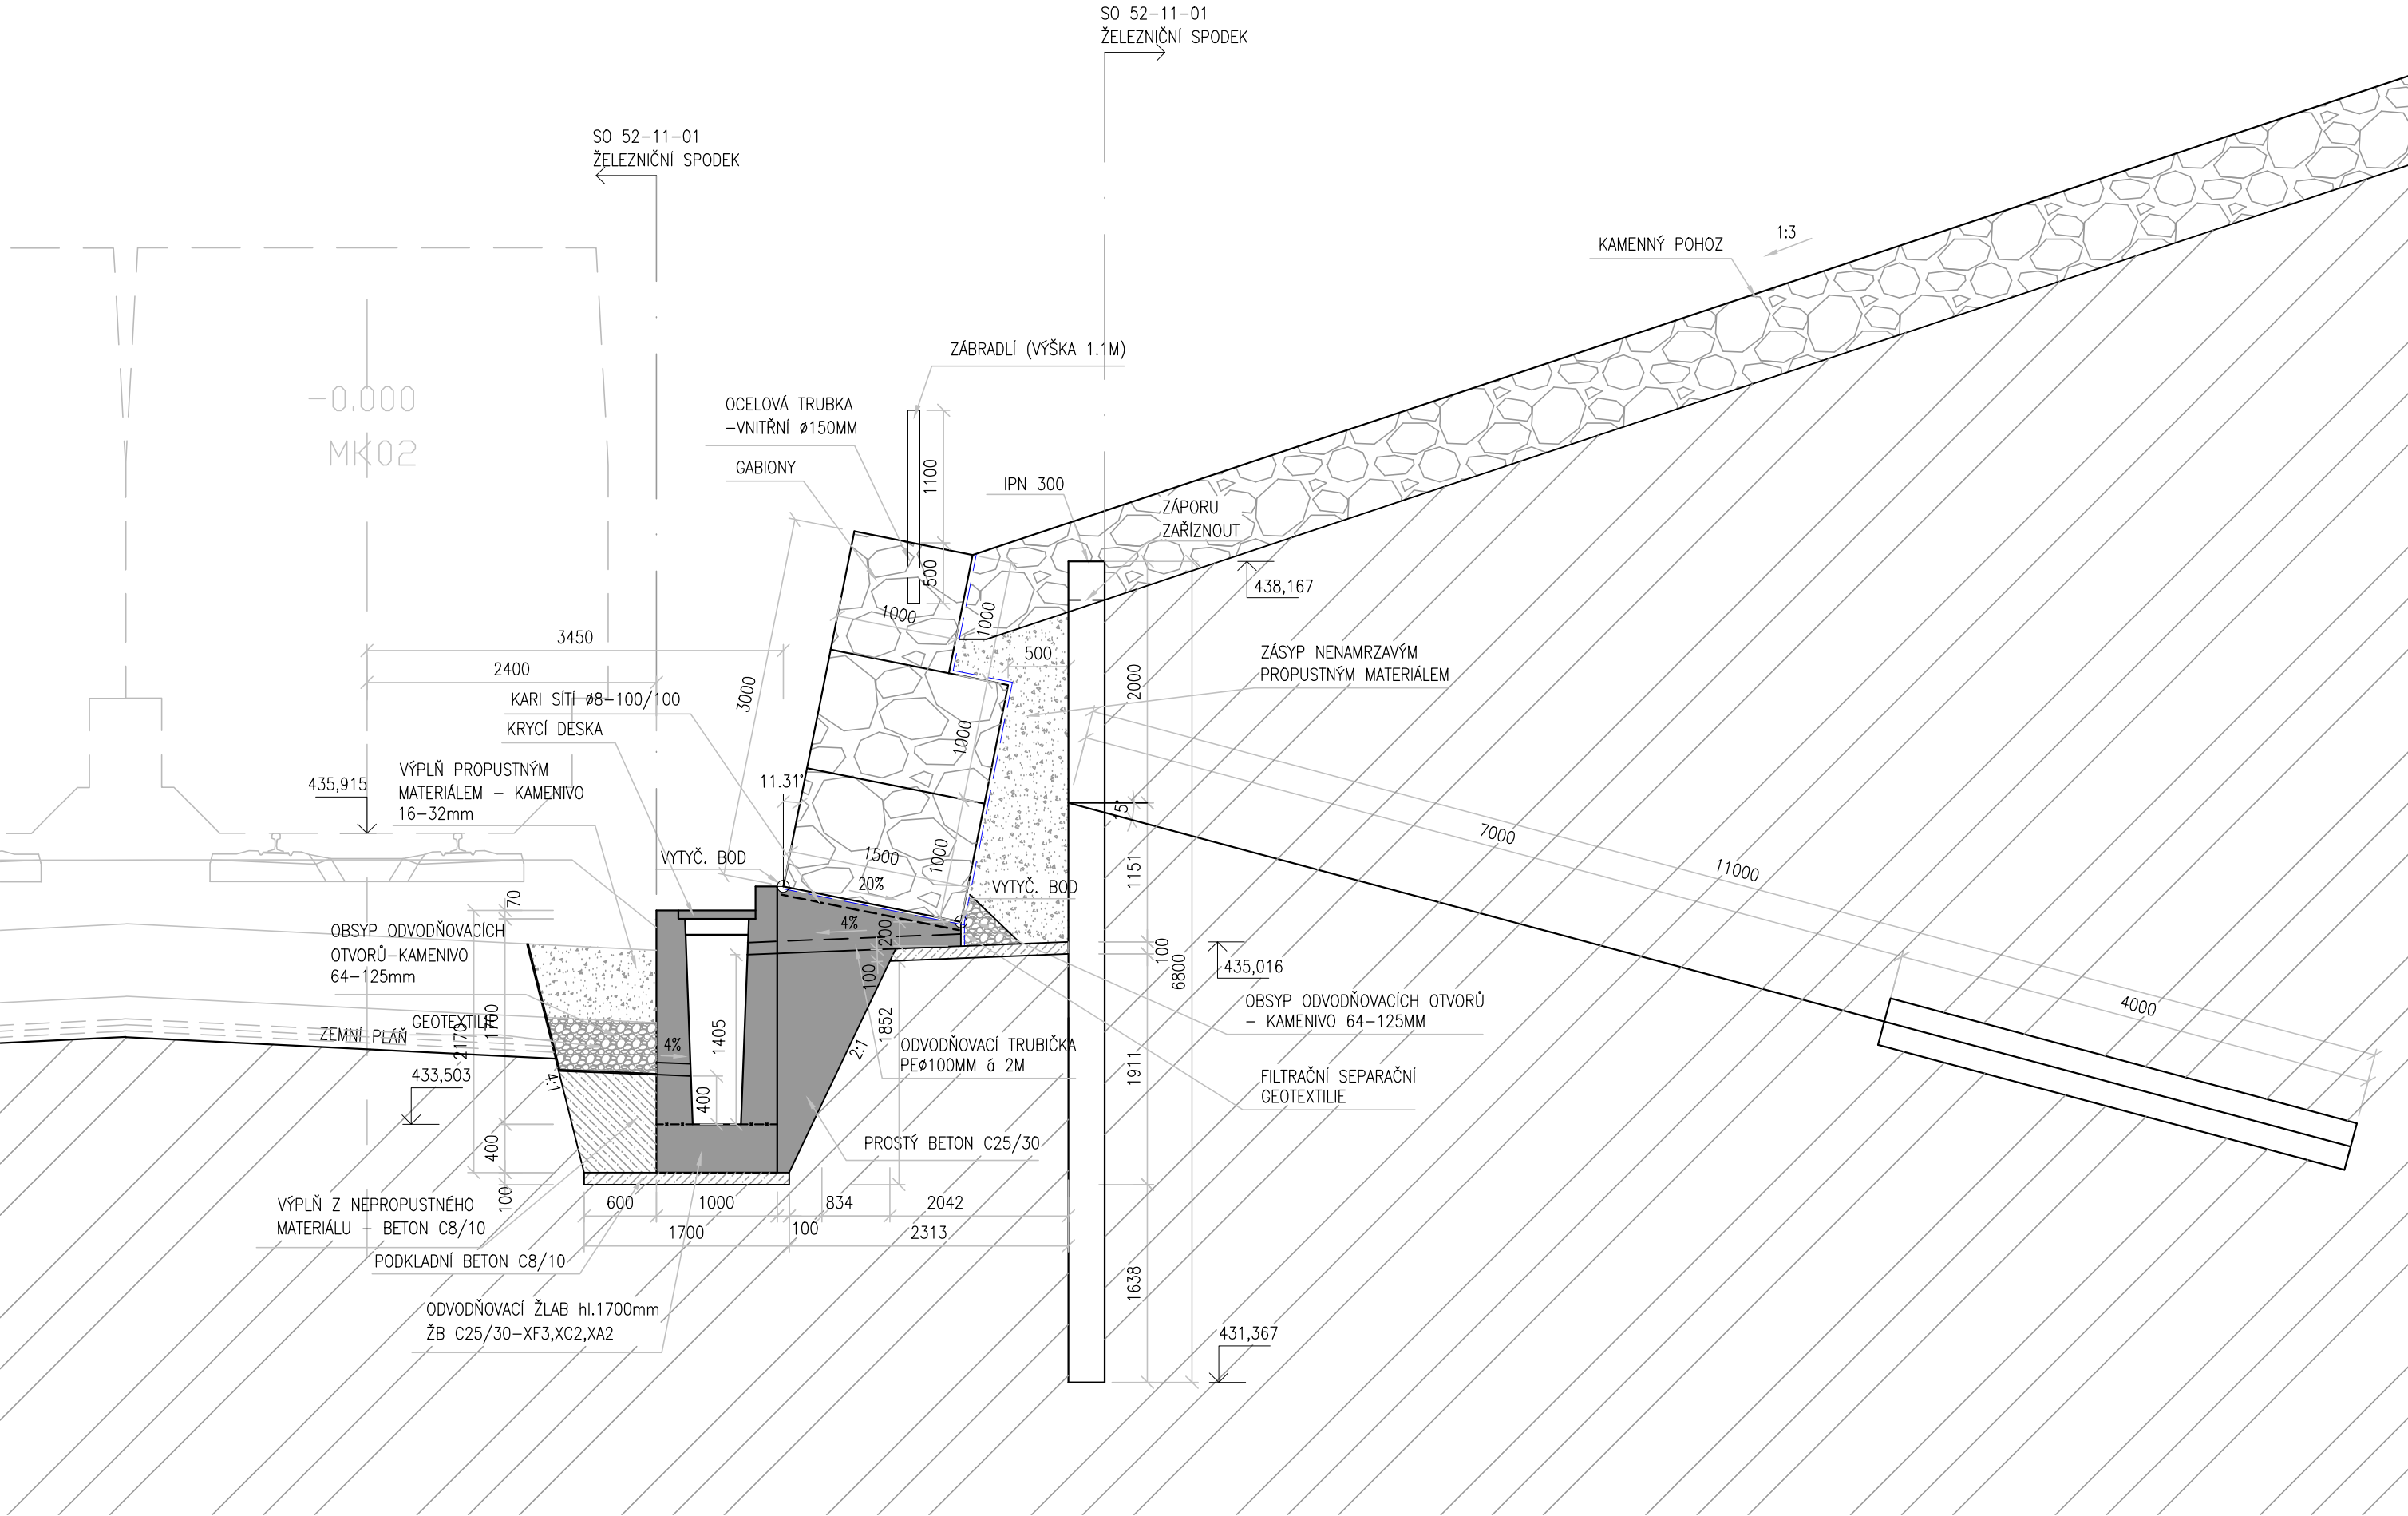 SO 52-11-01
ŽELEZNIČNÍ SPODEK
SO 52-11-01
ŽELEZNIČNÍ SPODEK
KAMENNÝ POHOZ
1:3
-0.000
MK02
ZÁBRADLÍ (VÝŠKA 1.1M)
OCELOVÁ TRUBKA
-VNITŘNÍ ø150MM
GABIONY
1100
500
IPN 300
ZÁPORU
ZAŘÍZNOUT
438,167
1000
1000
3450
2400
500
3000
2000
ZÁSYP NENAMRZAVÝM
PROPUSTNÝM MATERIÁLEM
KARI SÍTÍ ø8-100/100
KRYCÍ DESKA
1000
VÝPLŇ PROPUSTNÝM
MATERIÁLEM – KAMENIVO
16-32mm
435,915
11.31°
15°
7000
11000
4000
VYTYČ. BOD
1500
1000
20%
VYTYČ. BOD
1151
70
4%
200
OBSYP ODVODŇOVACÍCH
OTVORŮ-KAMENIVO
64-125mm
100
6800
435,016
100
OBSYP ODVODŇOVACÍCH OTVORŮ
– KAMENIVO 64-125MM
GEOTEXTILIE
ZEMNÍ PLÁŇ
2170
1700
4%
1405
1852
2:1
ODVODŇOVACÍ TRUBIČKA
PEø100MM á 2M
1911
433,503
4:1
400
FILTRAČNÍ SEPARAČNÍ
GEOTEXTILIE
400
PROSTÝ BETON C25/30
100
VÝPLŇ Z NEPROPUSTNÉHO
MATERIÁLU – BETON C8/10
600
1000
834
2042
1700
100
2313
PODKLADNÍ BETON C8/10
1638
ODVODŇOVACÍ ŽLAB hl.1700mm
ŽB C25/30-XF3,XC2,XA2
431,367